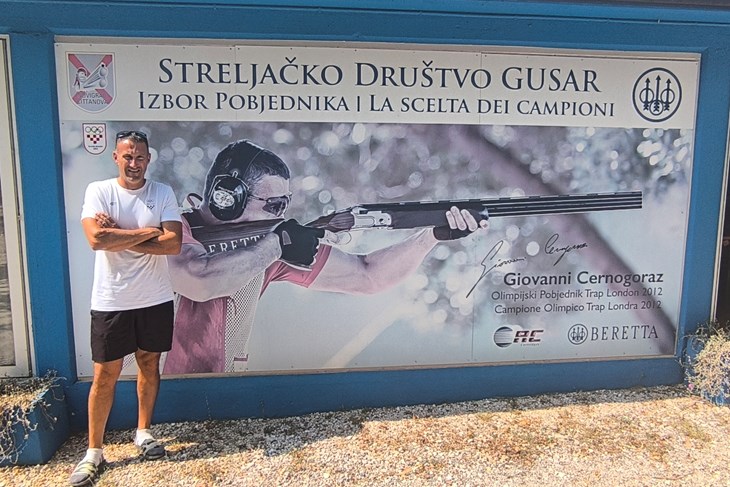 STRELJAČKO DRUŠTVO GUSAR
IZBOR POBJEDNIKA | LA SCELTA DEI CAMPIONI
BERETTA
Giovanni Cernogoraz
Olimpijski Pobjednik Trap London 2012
Campione Olimpico Trap Londra 2012
BERETTA